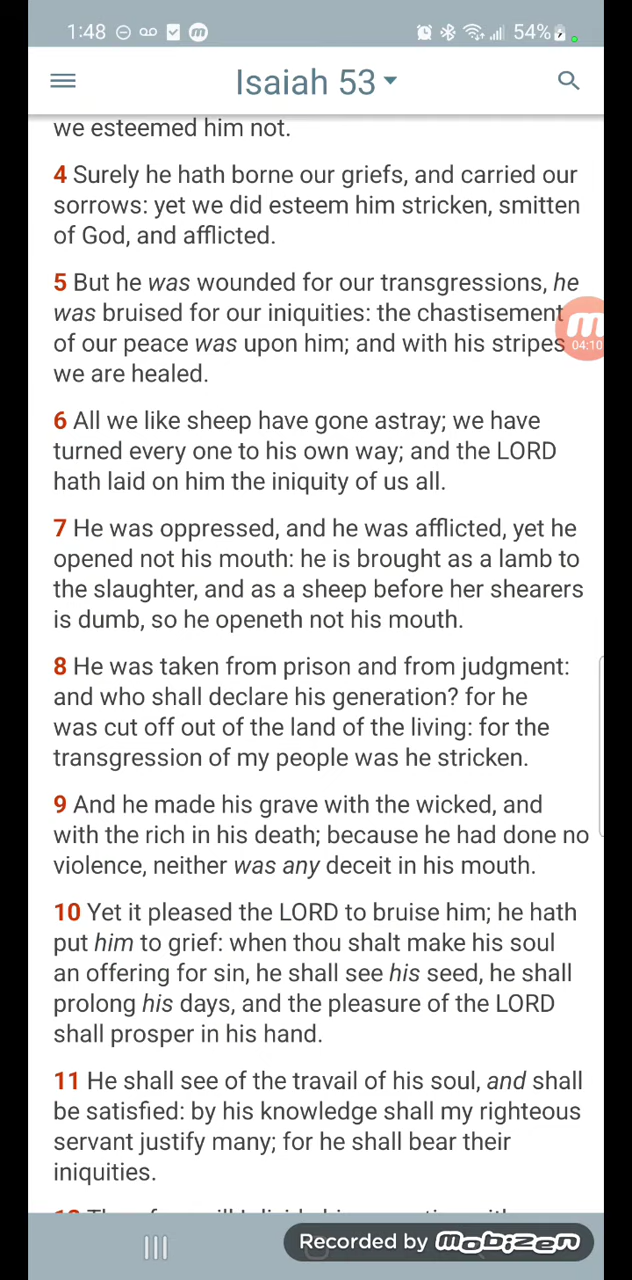 1:48
54%
Isaiah 53
we esteemed him not.
4 Surely he hath borne our griefs, and carried our
sorrows: yet we did esteem him stricken, smitten
of God, and afflicted.
5 But he was wounded for our transgressions, he
was bruised for our iniquities: the chastisement
of our peace was upon him; and with his stripes
we are healed.
m
04:10
6 All we like sheep have gone astray; we have
turned every one to his own way; and the LORD
hath laid on him the iniquity of us all.
7 He was oppressed, and he was afflicted, yet he
opened not his mouth: he is brought as a lamb to
the slaughter, and as a sheep before her shearers
is dumb, so he openeth not his mouth.
8 He was taken from prison and from judgment:
and who shall declare his generation? for he
was cut off out of the land of the living: for the
transgression of my people was he stricken.
9 And he made his grave with the wicked, and
with the rich in his death; because he had done no
violence, neither was any deceit in his mouth.
10 Yet it pleased the LORD to bruise him; he hath
put him to grief: when thou shalt make his soul
an offering for sin, he shall see his seed, he shall
prolong his days, and the pleasure of the LORD
shall prosper in his hand.
11 He shall see of the travail of his soul, and shall
be satisfied: by his knowledge shall my righteous
servant justify many; for he shall bear their
iniquities.
Recorded by mobizen